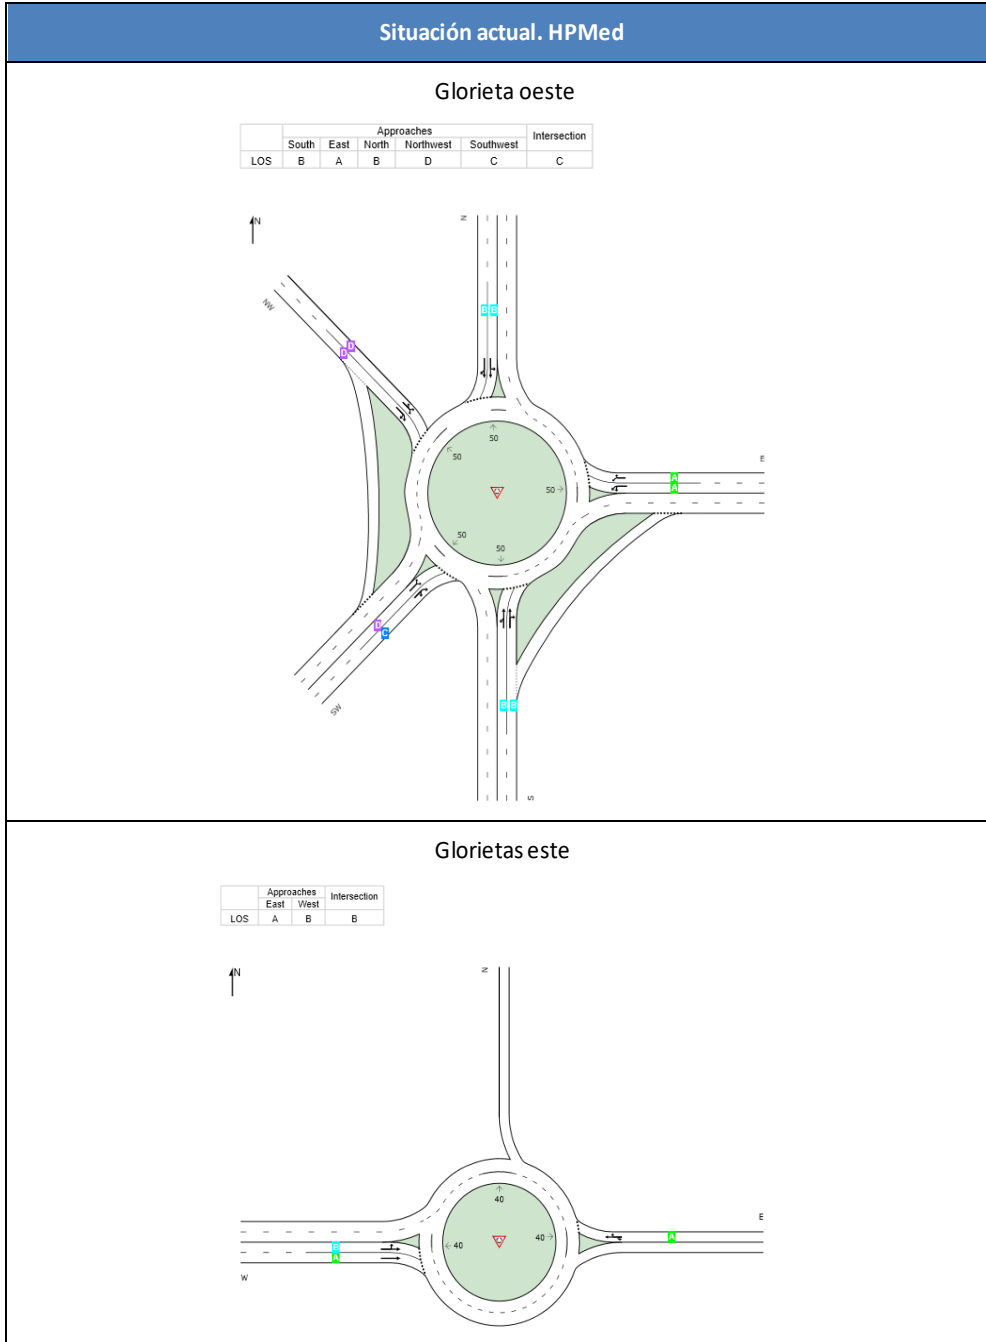 Situación actual. HPMed
Glorieta oeste
Approaches Intersection
South East North Northwest Southwest
LOS B A B D C C
N
N
NW
D D
D
D
50
50
50
50
50
E
A
A
D
C
SW
B B
S
Glorietas este
Approaches Intersection
East West
LOS A B B
N
N
40
40
40
E
A
B
A
W